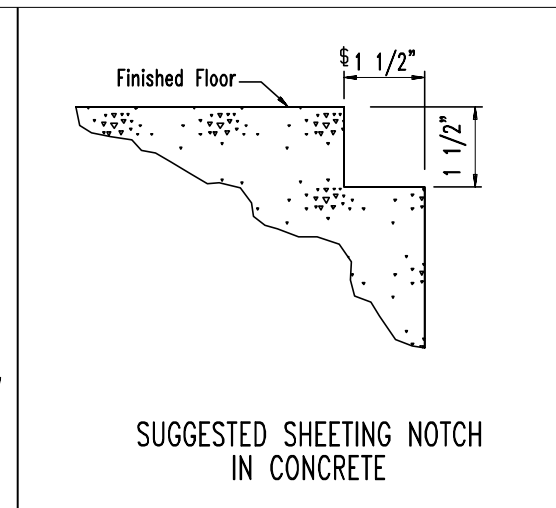 $1 1/2"
Finished Floor
1 1/2"
SUGGESTED SHEETING NOTCH
IN CONCRETE